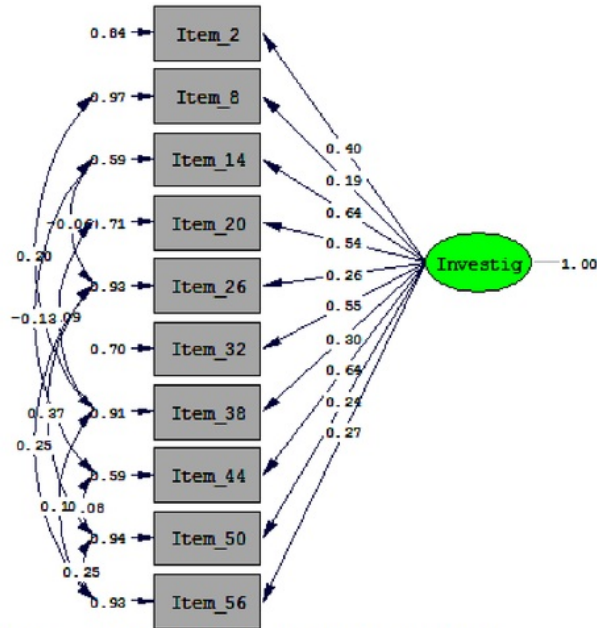 0.84 Item_2
0.97 Item_8
0.40
0.59 Item_14
0.19
0.64
-0.06 0.71 Item_20
0.54
0.20
0.93 Item_26
0.26
Investig 1.00
0.55
-0.13 .09
0.70 Item_32
0.30
0.64
0.37
0.91 Item_38
0.24
0.27
0.25
0.59 Item_44
0.10 .08
0.94 Item_50
0.25
0.93 Item_56